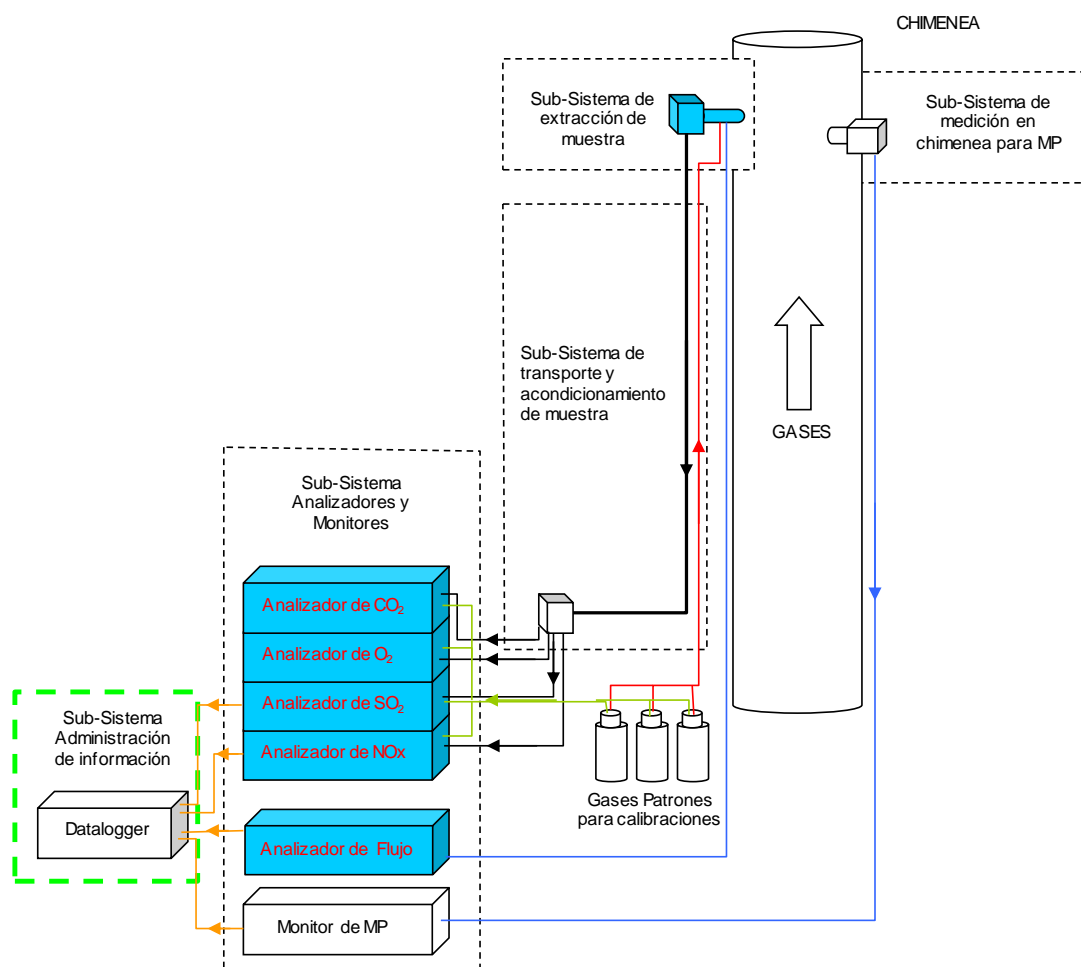 CHIMENEA
Sub-Sistema de
extracción de
muestra
Sub-Sistema de
medición en
chimenea para MP
Sub-Sistema de
transporte y
acondicionamiento
de muestra
GASES
Sub-Sistema
Analizadores y
Monitores
Analizador de CO₂
Analizador de O₂
Analizador de SO₂
Analizador de NOx
Sub-Sistema
Administración
de información
Datalogger
Gases Patrones
para calibraciones
Analizador de Flujo
Monitor de MP